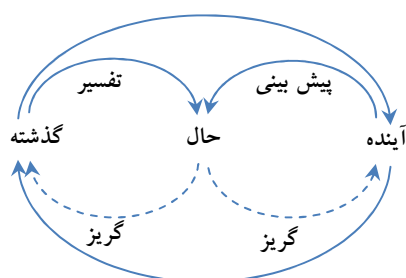 پیش بینی
تفسیر
آینده
حال
گذشته
گریز
گریز